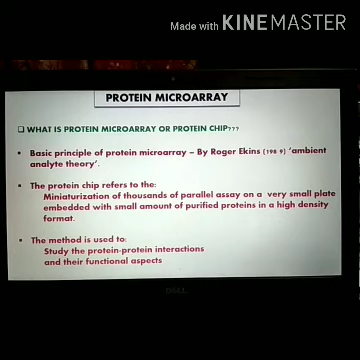 Made with KINEMASTER
PROTEIN MICROARRAY
❑ WHAT IS PROTEIN MICROARRAY OR PROTEIN CHIP???
• Basic principle of protein microarray – By Roger Ekins (198 9) 'ambient
analyte theory'.
• The protein chip refers to the:
Miniaturization of thousands of parallel assay on a very small plate
embedded with small amount of purified proteins in a high density
format.
• The method is used to:
Study the protein-protein interactions
and their functional aspects
DELL